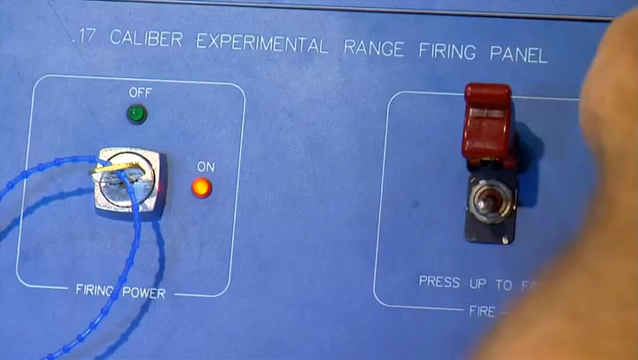 .17 CALIBER EXPERIMENTAL RANGE FIRING PANEL
OFF
ON
FIRING POWER
PRESS UP TO
FIRE